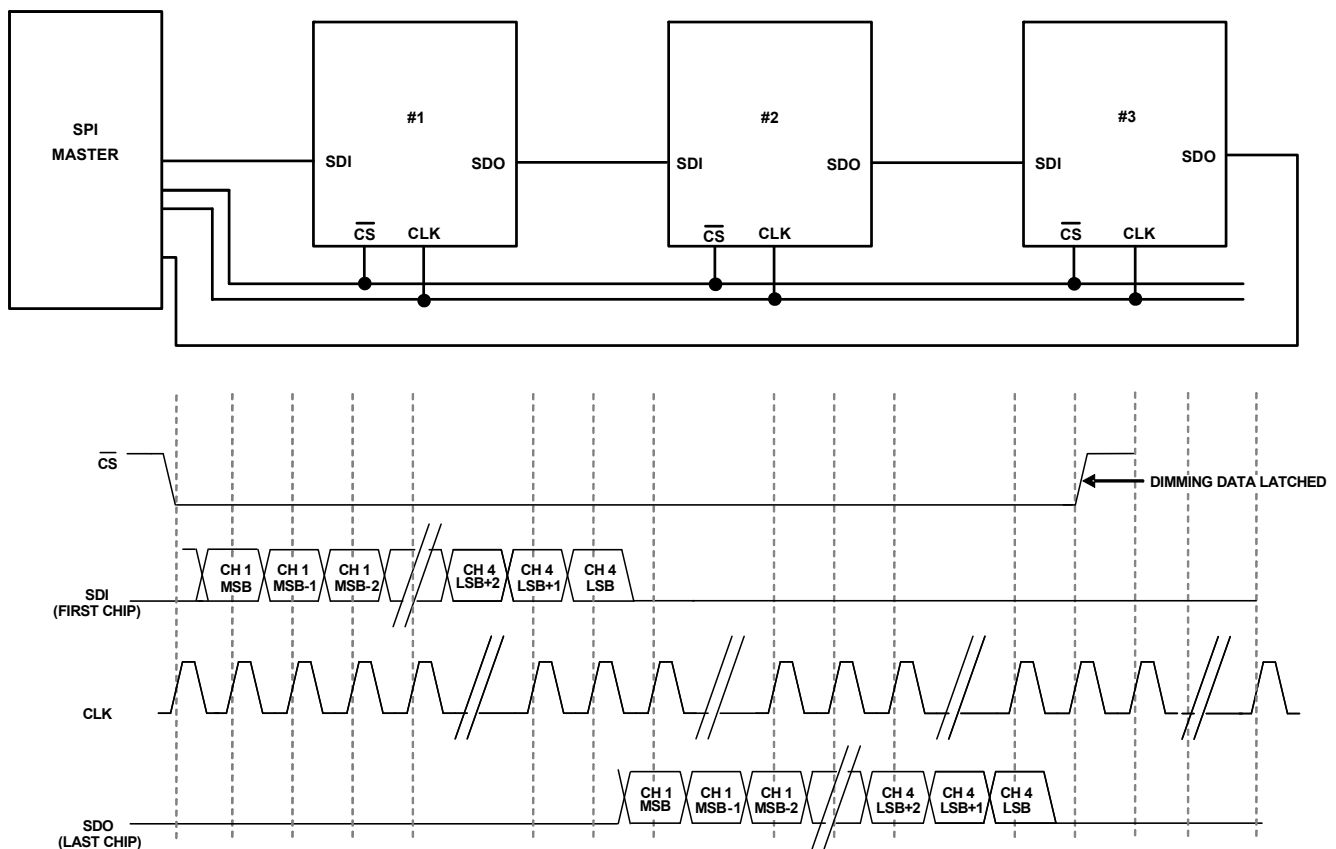 SPI
MASTER
#1
SDI
SDO
CS
CLK
#2
SDI
SDO
CS
CLK
#3
SDI
SDO
CS
CLK
CS
DIMMING DATA LATCHED
CH 1
MSB
CH 1
MSB-1
CH 1
MSB-2
CH 4
LSB+2
CH 4
LSB+1
CH 4
LSB
SDI
(FIRST CHIP)
CLK
CH 1
MSB
CH 1
MSB-1
CH 1
MSB-2
CH 4
LSB+2
CH 4
LSB+1
CH 4
LSB
SDO
(LAST CHIP)